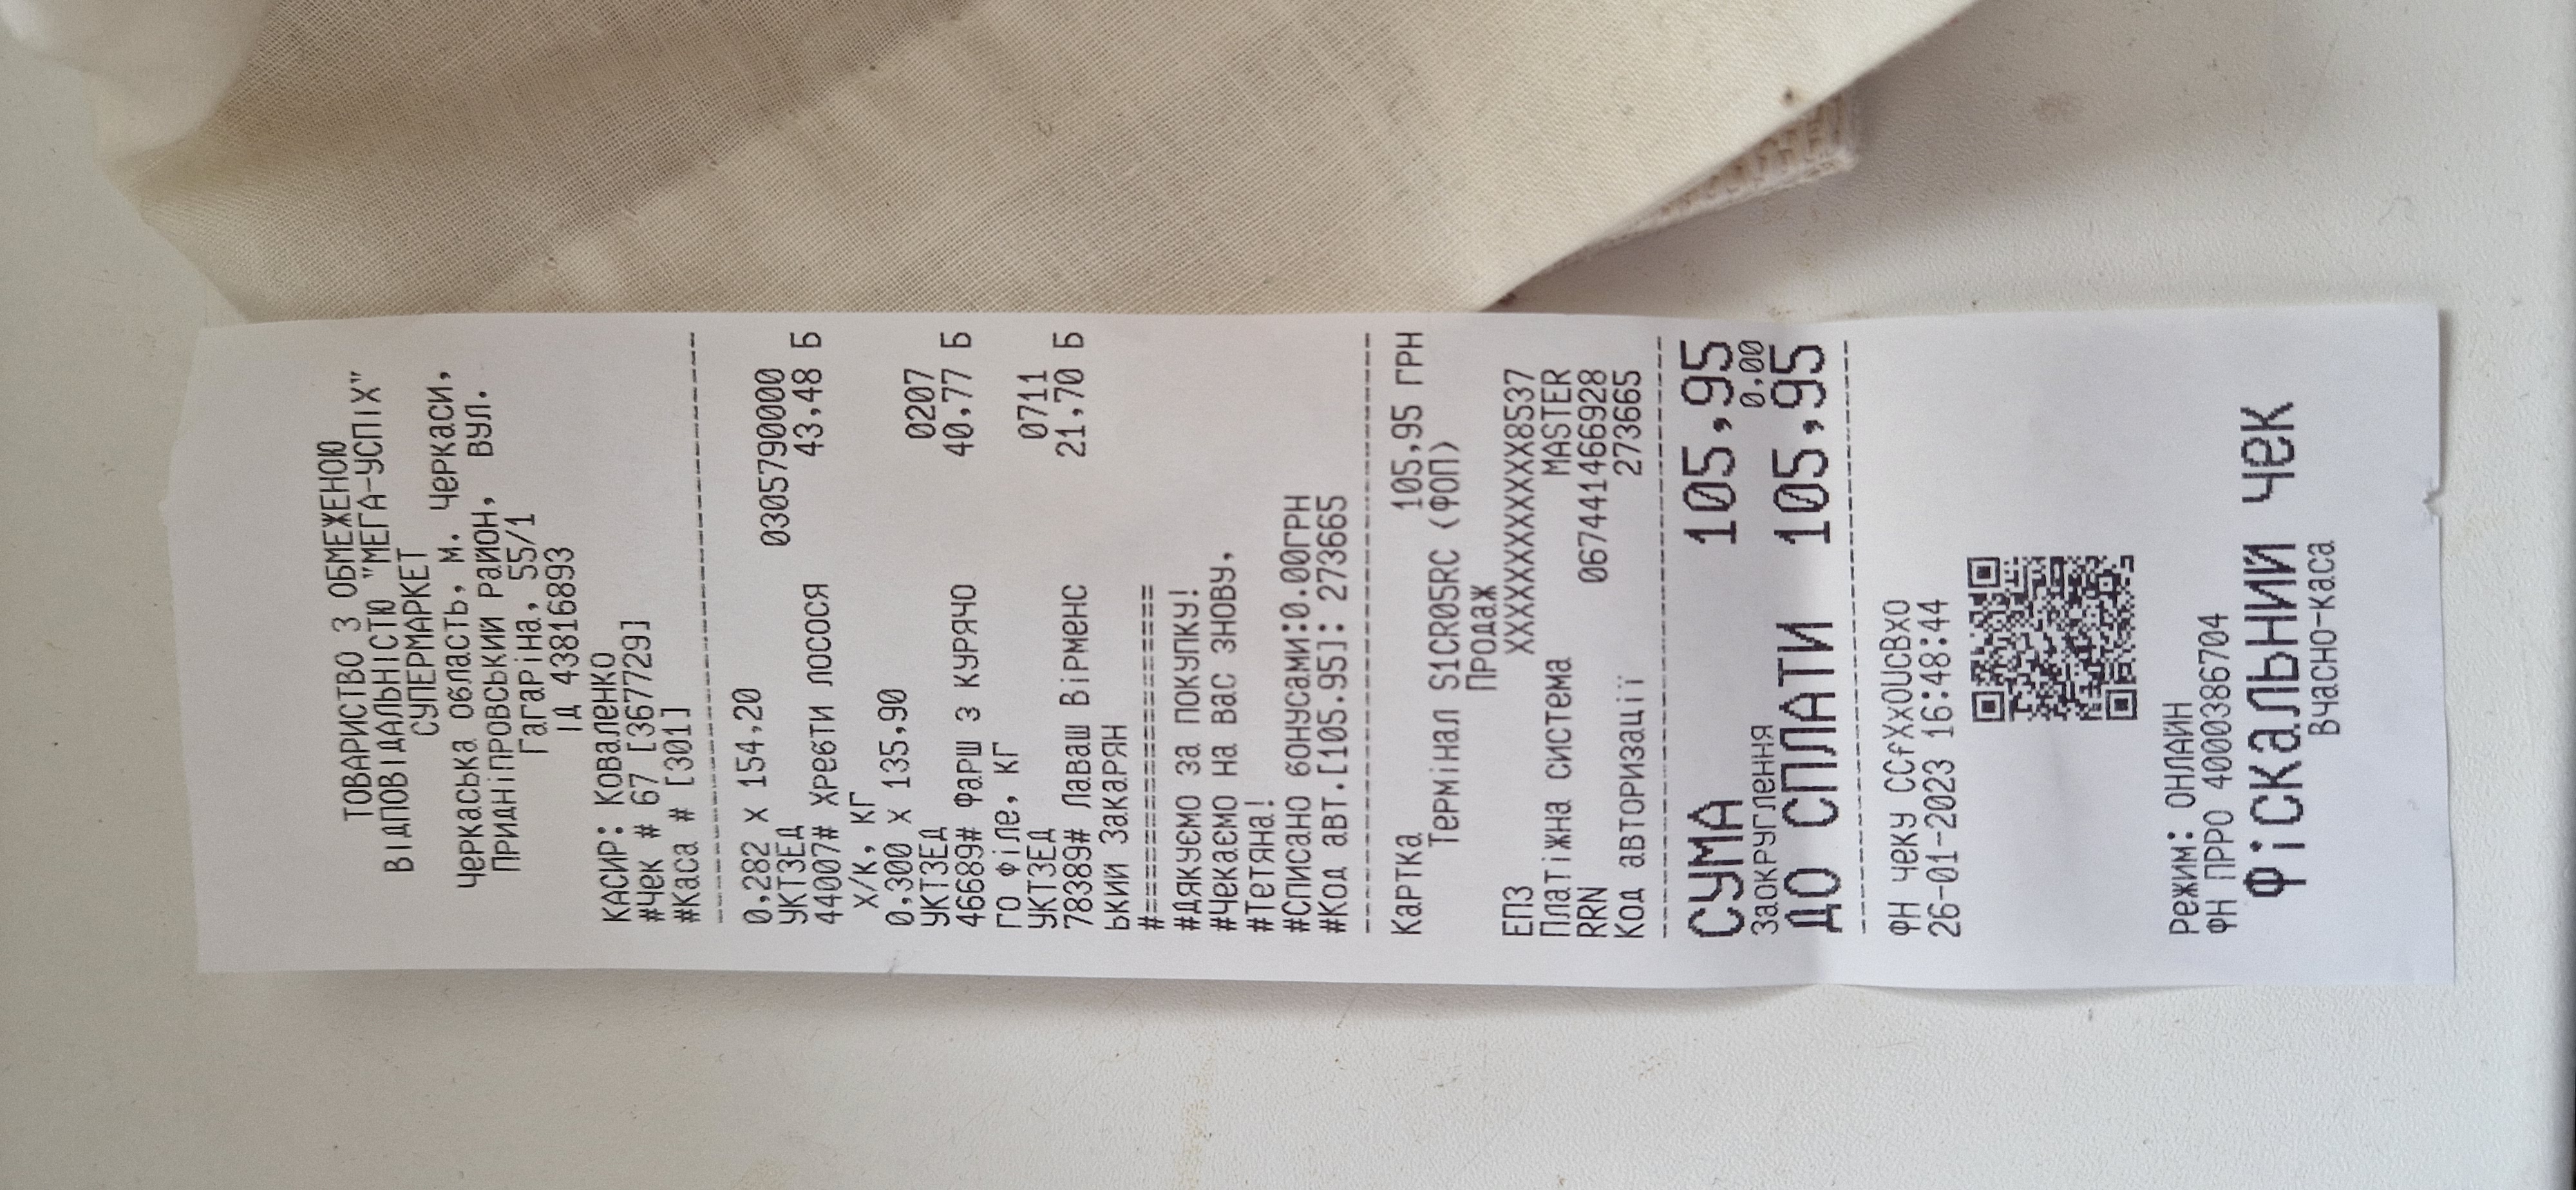 ТОВАРИСТВО З ОБМЕЖЕНОЮ
ВІДПОВІДАЛЬНІСТЮ "МЕГА-УСПІХ"
СУПЕРМАРКЕТ
Черкаська область, м. Черкаси,
Придніпровський район, вул.
Гагаріна, 55/1
ІД 43816893
КАСИР: Коваленко
#Чек # 67 [367729]
#Каса # [301]
0,282 x 154,20
УКТЗЕД 0305790000
44007# Хребти лосося 43,48 Б
х/к, кг
0,300 x 135,90
УКТЗЕД 0207
46689# Фарш з курячо 40,77 Б
го філе, кг
УКТЗЕД 0711
78389# Лаваш Вірменс 21,70 Б
ький Закарян
#=========================
#Дякуємо за покупку!
#Чекаємо на Вас знову,
#Тетяна!
#Списано бонусами:0.00ГРН
#Код авт.[105.95]: 273665
Картка 105,95 ГРН
Термінал S1CR05RC (ФОП)
Продаж
ЕПЗ XXXXXXXXXXXXXXX8537
Платіжна система MASTER
RRN 067441466928
Код авторизації 273665
СУМА 105,95
Заокруглення 0,00
ДО СПЛАТИ 105,95
ФН чеку CCfXxOUcBxO
26-01-2023 16:48:44
Режим: ОНЛАЙН
ФН ПРРО 4000386704
Фіскальний чек
Вчасно-каса